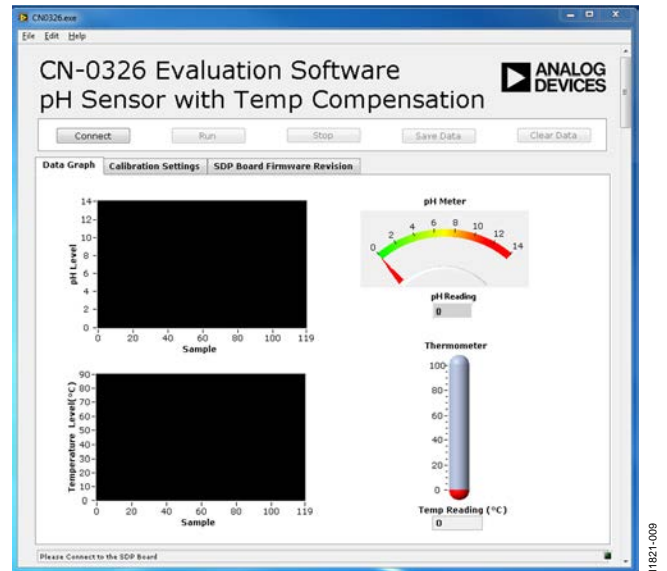 CN0326.exe
File Edit Help
CN-0326 Evaluation Software
pH Sensor with Temp Compensation
ANALOG
DEVICES
Connect Run Stop Save Data Clear Data
Data Graph Calibration Settings SDP Board Firmware Revision
pH Level
14
12
10
8
6
4
2
0
0 20 40 60 80 100 119
Sample
pH Meter
0 2 4 6 8 10 12 14
pH Reading
0
Temperature Level(°C)
90
80
70
60
50
40
30
20
10
0
0 20 40 60 80 100 119
Sample
Thermometer
100
80
60
40
20
0
Temp Reading (°C)
0
Please Connect to the SDP Board
11821-009